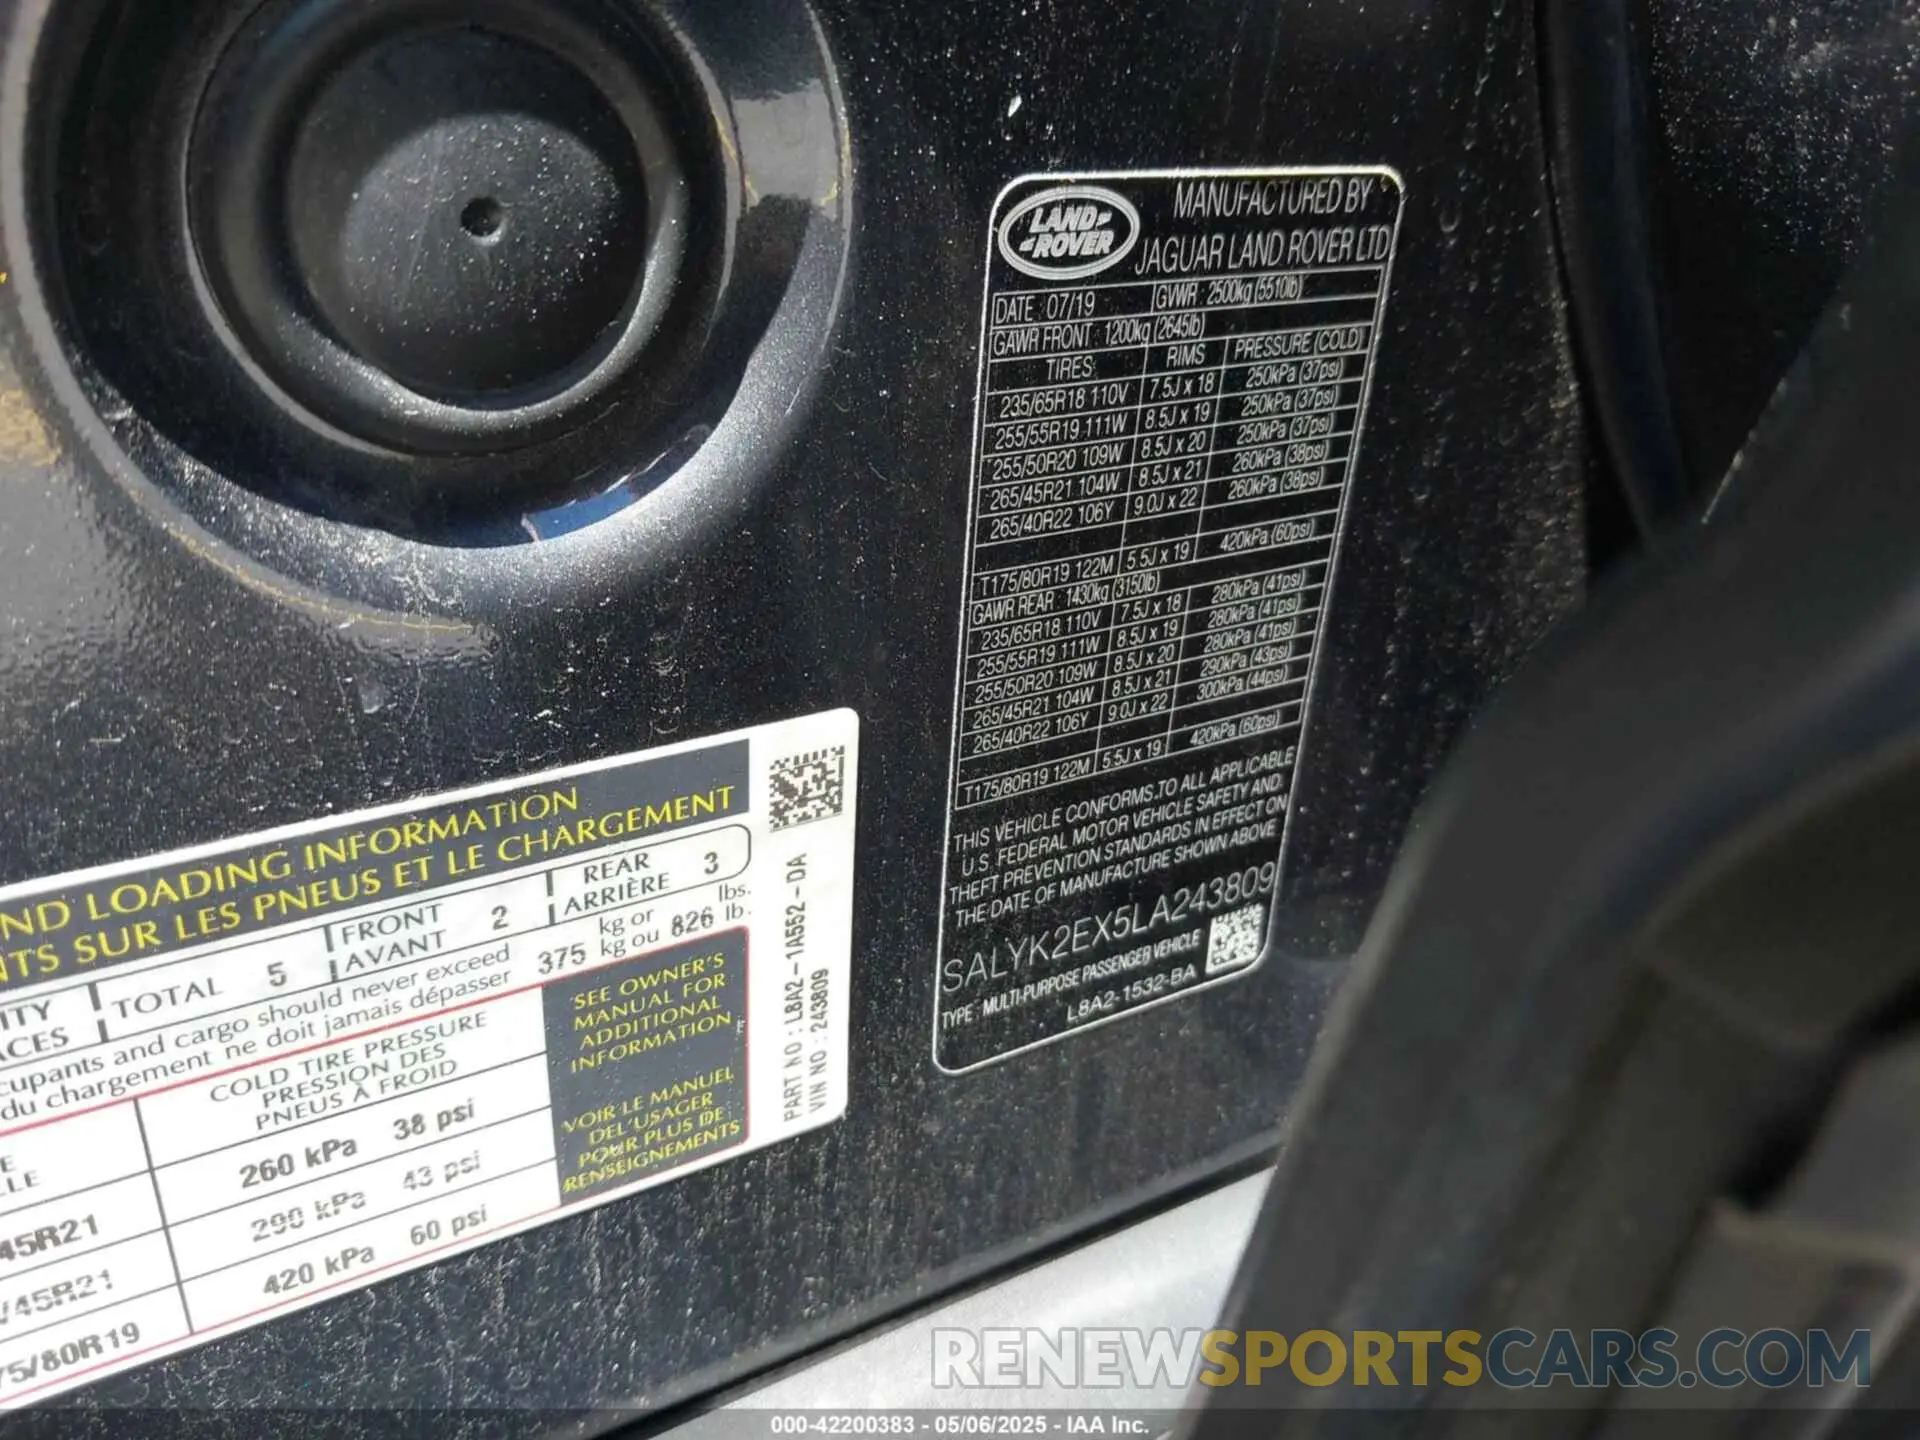 LAND ROVER
MANUFACTURED BY
JAGUAR LAND ROVER LTD
DATE : 07/19 GVWR : 2500kg (5510lb)
GAWR FRONT : 1200kg (2645lb)
TIRES: RIMS PRESSURE (COLD)
235/65R18 110V 7.5J x 18 250kPa (37psi)
255/55R19 111W 8.5J x 19 250kPa (37psi)
255/50R20 109W 8.5J x 20 250kPa (37psi)
265/45R21 104W 8.5J x 21 260kPa (38psi)
265/40R22 106Y 9.0J x 22 260kPa (38psi)
T175/80R19 122M 5.5J x 19 420kPa (60psi)
GAWR REAR : 1430kg (3150lb)
235/65R18 110V 7.5J x 18 280kPa (41psi)
255/55R19 111W 8.5J x 19 280kPa (41psi)
255/50R20 109W 8.5J x 20 280kPa (41psi)
265/45R21 104W 8.5J x 21 290kPa (43psi)
265/40R22 106Y 9.0J x 22 300kPa (44psi)
T175/80R19 122M 5.5J x 19 420kPa (60psi)
THIS VEHICLE CONFORMS TO ALL APPLICABLE
U.S. FEDERAL MOTOR VEHICLE SAFETY AND
THEFT PREVENTION STANDARDS IN EFFECT ON
THE DATE OF MANUFACTURE SHOWN ABOVE
SALYK2EX5LA243809
TYPE : MULTI-PURPOSE PASSENGER VEHICLE
L8A2-1532-BA
ND LOADING INFORMATION
NTS SUR LES PNEUS ET LE CHARGEMENT
ITY TOTAL 5 FRONT 2 REAR 3
ACES AVANT ARRIÈRE
cupants and cargo should never exceed 375 kg or 826 lbs.
du chargement ne doit jamais dépasser kg ou lb.
COLD TIRE PRESSURE
PRESSION DES
PNEUS À FROID
E
LLE
45R21 260 kPa 38 psi
/45R21 290 kPa 43 psi
75/80R19 420 kPa 60 psi
SEE OWNER'S
MANUAL FOR
ADDITIONAL
INFORMATION
VOIR LE MANUEL
DE L'USAGER
POUR PLUS DE
RENSEIGNEMENTS
PART NO : L8A2-1A552-DA
VIN NO : 243809
RENEWSPORTSCARS.COM
000-42200383 - 05/06/2025 - IAA Inc.